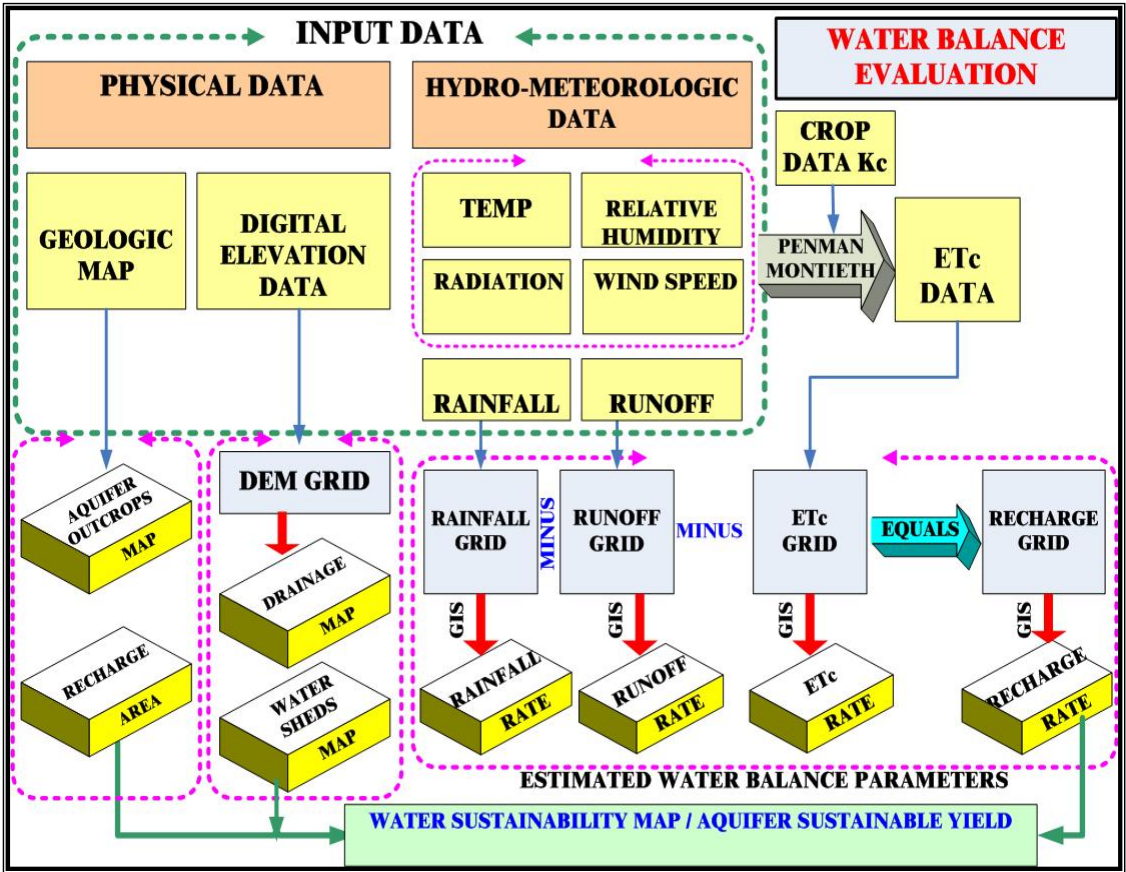 INPUT DATA
WATER BALANCE
EVALUATION
PHYSICAL DATA
HYDRO-METEOROLOGIC
DATA
CROP
DATA Kc
GEOLOGIC
MAP
DIGITAL
ELEVATION
DATA
TEMP
RELATIVE
HUMIDITY
RADIATION
WIND SPEED
PENMAN
MONTIETH
ETc
DATA
RAINFALL
RUNOFF
AQUIFER
OUTCROPS
MAP
RECHARGE
AREA
DEM GRID
DRAINAGE
MAP
WATER
SHEDS
MAP
RAINFALL
GRID
MINUS
RUNOFF
GRID
MINUS
ETc
GRID
EQUALS
RECHARGE
GRID
GIS
GIS
GIS
GIS
RAINFALL
RATE
RUNOFF
RATE
ETc
RATE
RECHARGE
RATE
ESTIMATED WATER BALANCE PARAMETERS
WATER SUSTAINABILITY MAP / AQUIFER SUSTAINABLE YIELD